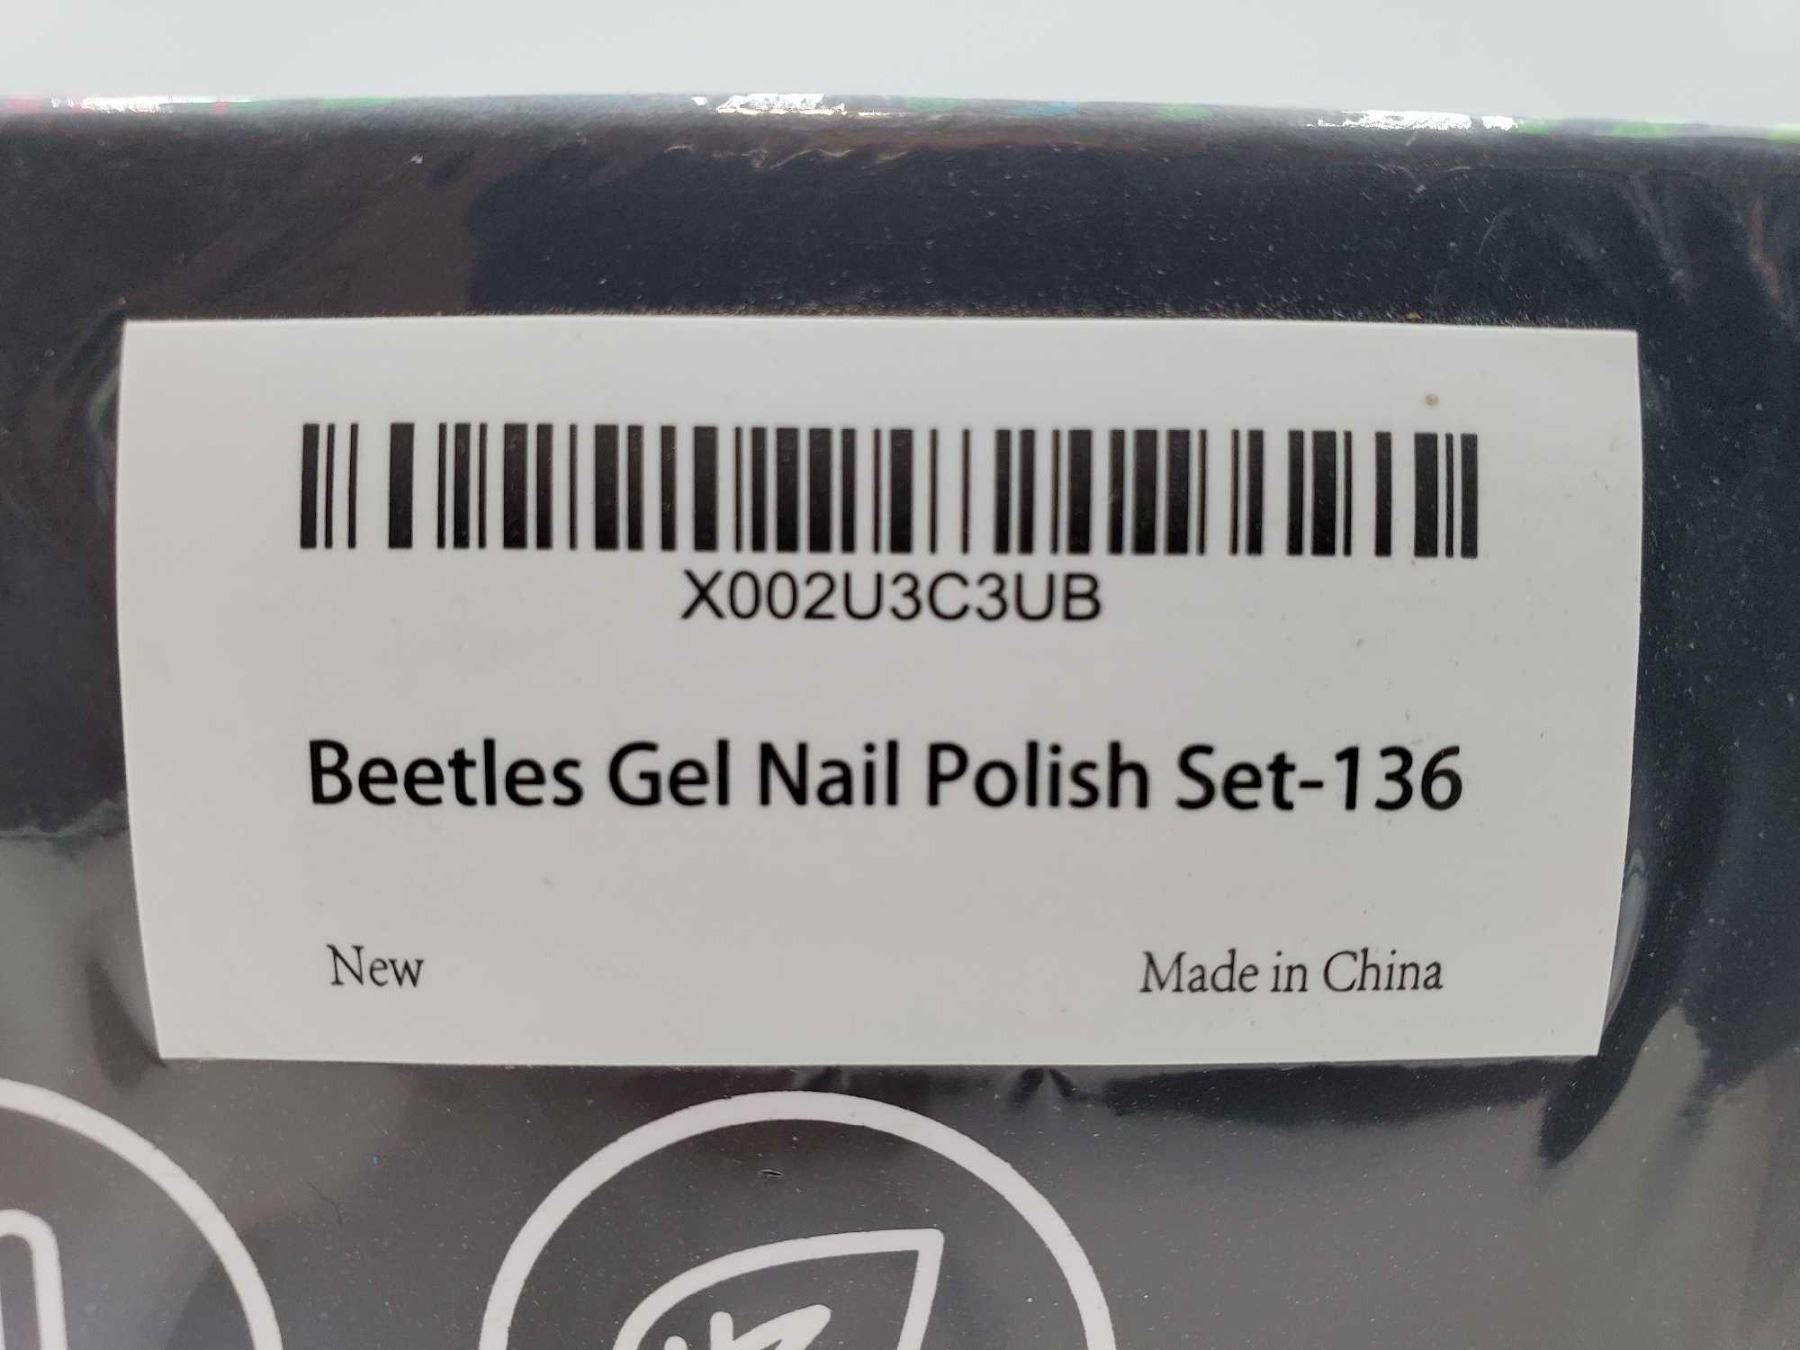 X002U3C3UB
Beetles Gel Nail Polish Set-136
New
Made in China